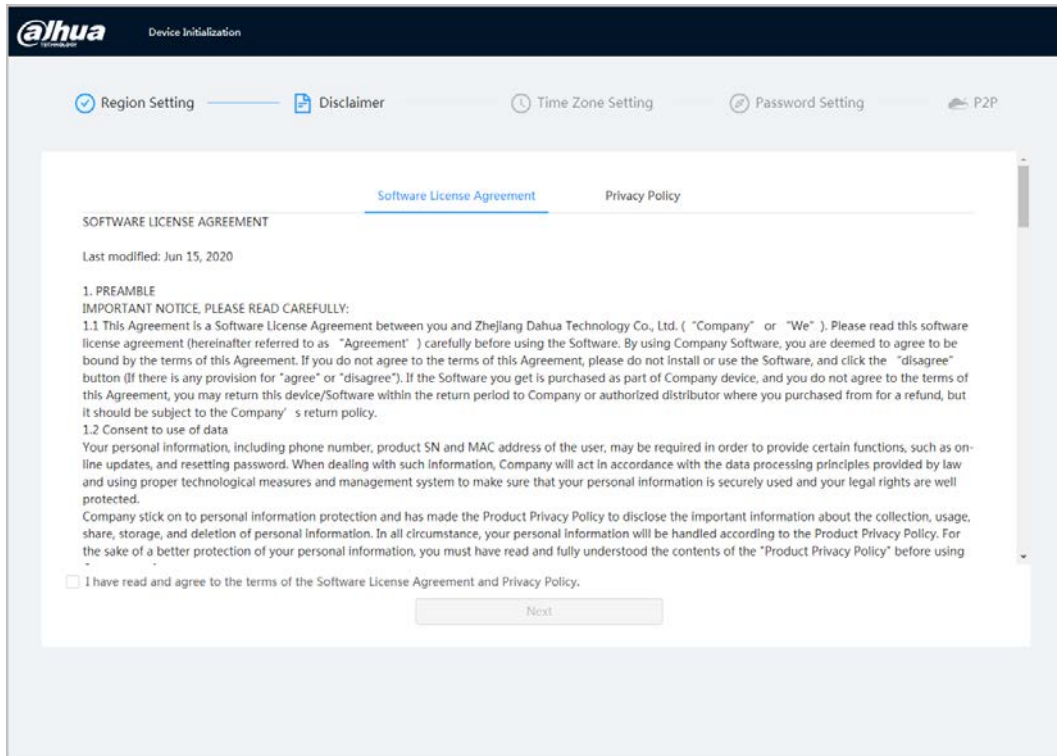 alhua
TECHNOLOGY
Device Initialization
Region Setting
Disclaimer
Time Zone Setting
Password Setting
P2P
Software License Agreement
Privacy Policy
SOFTWARE LICENSE AGREEMENT
Last modified: Jun 15, 2020
1. PREAMBLE
IMPORTANT NOTICE, PLEASE READ CAREFULLY:
1.1 This Agreement is a Software License Agreement between you and Zhejiang Dahua Technology Co., Ltd. ( “Company” or “We” ). Please read this software
license agreement (hereinafter referred to as “Agreement’ ) carefully before using the Software. By using Company Software, you are deemed to agree to be
bound by the terms of this Agreement. If you do not agree to the terms of this Agreement, please do not install or use the Software, and click the “disagree”
button (If there is any provision for "agree" or "disagree"). If the Software you get is purchased as part of Company device, and you do not agree to the terms of
this Agreement, you may return this device/Software within the return period to Company or authorized distributor where you purchased from for a refund, but
it should be subject to the Company’ s return policy.
1.2 Consent to use of data
Your personal information, including phone number, product SN and MAC address of the user, may be required in order to provide certain functions, such as on-
line updates, and resetting password. When dealing with such information, Company will act in accordance with the data processing principles provided by law
and using proper technological measures and management system to make sure that your personal information is securely used and your legal rights are well
protected.
Company stick on to personal information protection and has made the Product Privacy Policy to disclose the important information about the collection, usage,
share, storage, and deletion of personal information. In all circumstance, your personal information will be handled according to the Product Privacy Policy. For
the sake of a better protection of your personal information, you must have read and fully understood the contents of the "Product Privacy Policy" before using
I have read and agree to the terms of the Software License Agreement and Privacy Policy.
Next